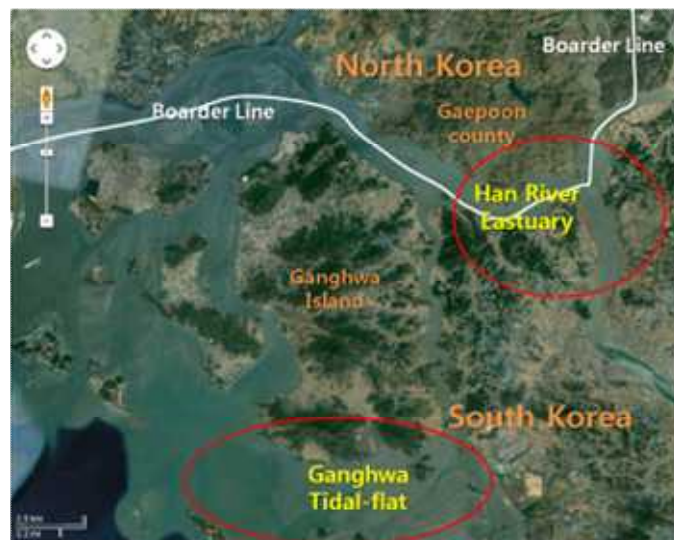 North Korea
Boarder Line
Boarder Line
Gaepoon
county
Han River
Eastuary
Ganghwa
Island
South Korea
Ganghwa
Tidal-flat